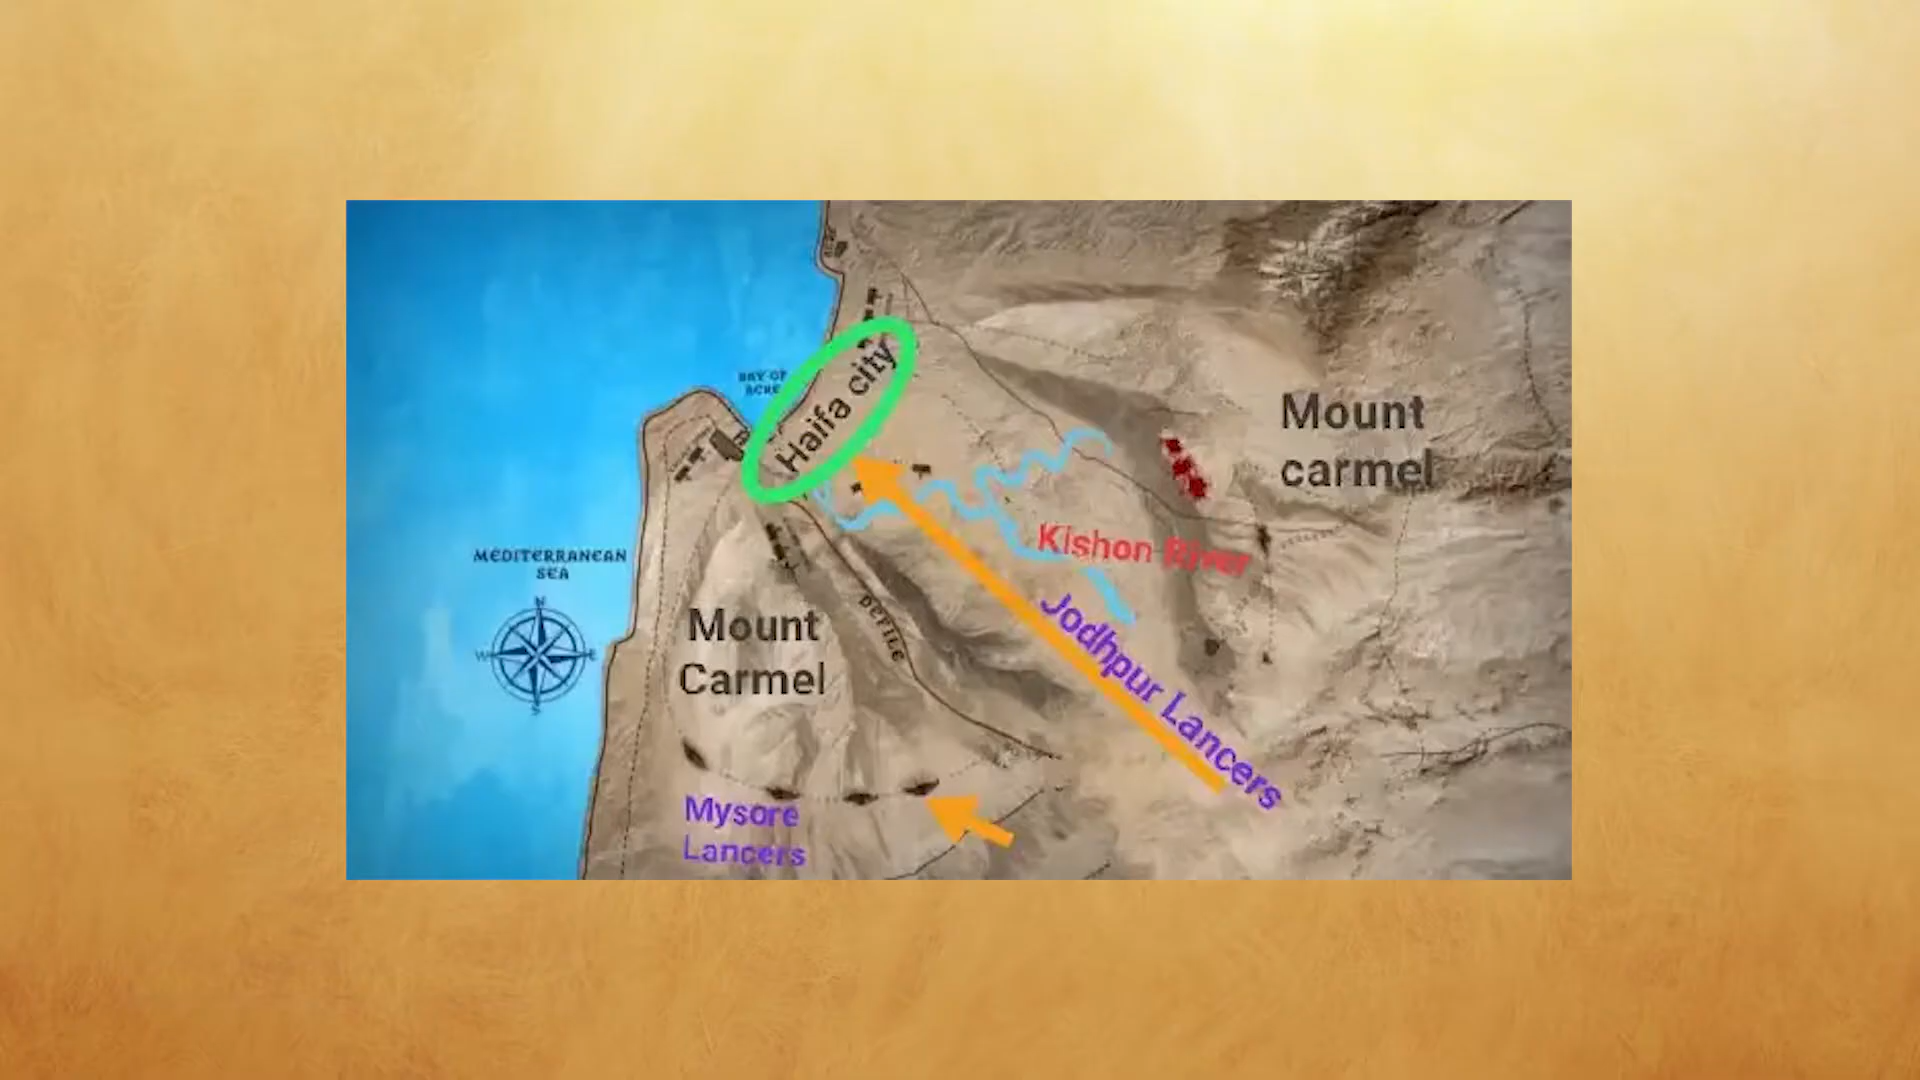 BAY OF
ACRE
Haifa city
Mount
carmel
Kishon River
MEDITERRANEAN
SEA
N
W
E
S
DEFILE
Jodhpur Lancers
Mount
Carmel
Mysore
Lancers